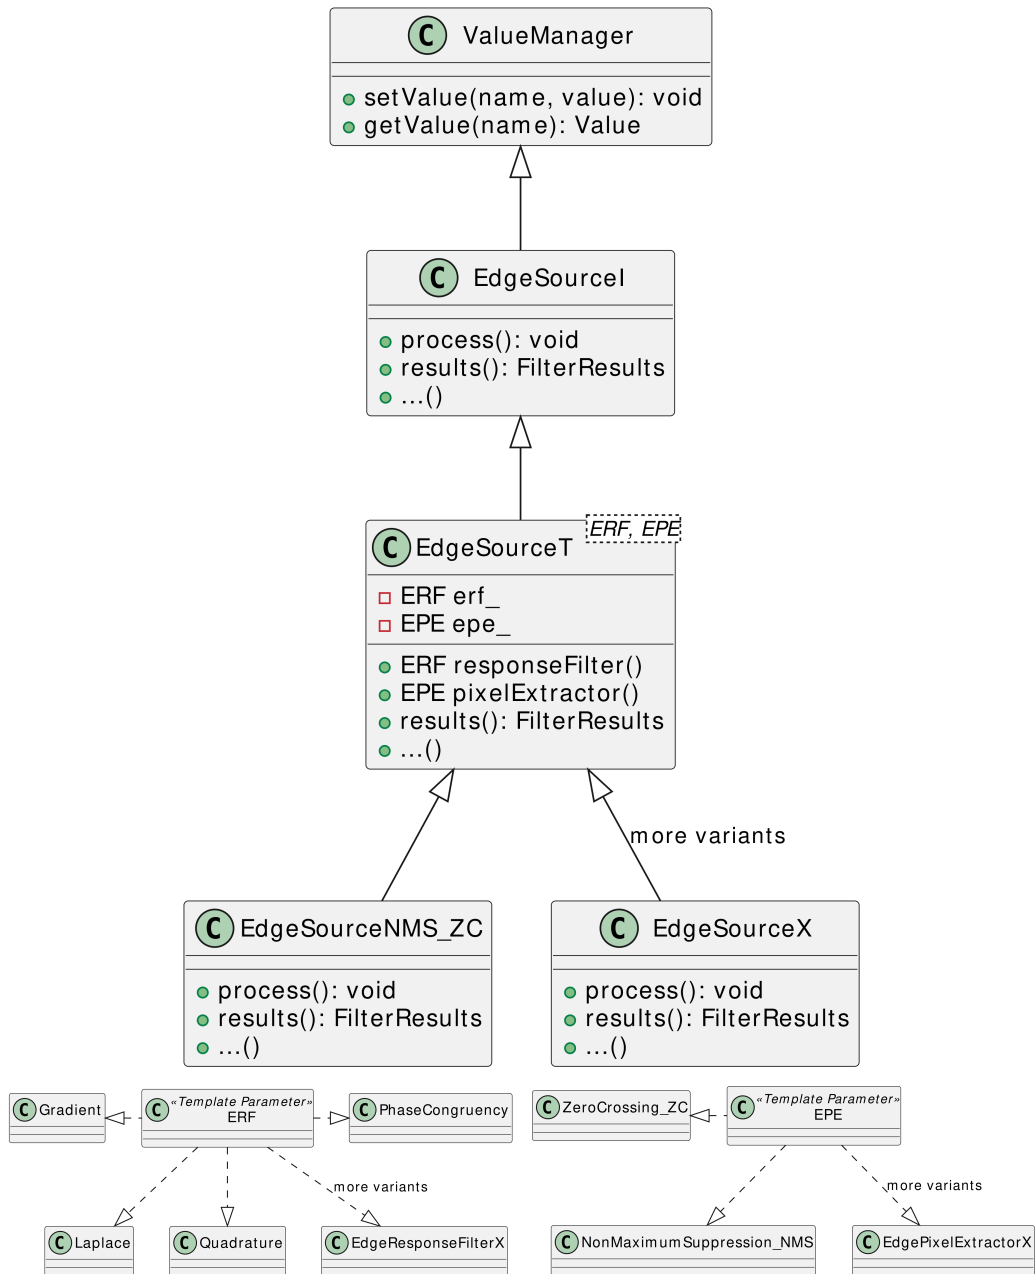 C ValueManager
setValue(name, value): void
getValue(name): Value
C EdgeSourceI
process(): void
results(): FilterResults
...()
C EdgeSourceT
ERF, EPE
ERF erf_
EPE epe_
ERF responseFilter()
EPE pixelExtractor()
results(): FilterResults
...()
more variants
C EdgeSourceNMS_ZC
process(): void
results(): FilterResults
...()
C EdgeSourceX
process(): void
results(): FilterResults
...()
C Gradient
C «Template Parameter»
ERF
C PhaseCongruency
C ZeroCrossing_ZC
C «Template Parameter»
EPE
more variants
more variants
C Laplace
C Quadrature
C EdgeResponseFilterX
C NonMaximumSuppression_NMS
C EdgePixelExtractorX